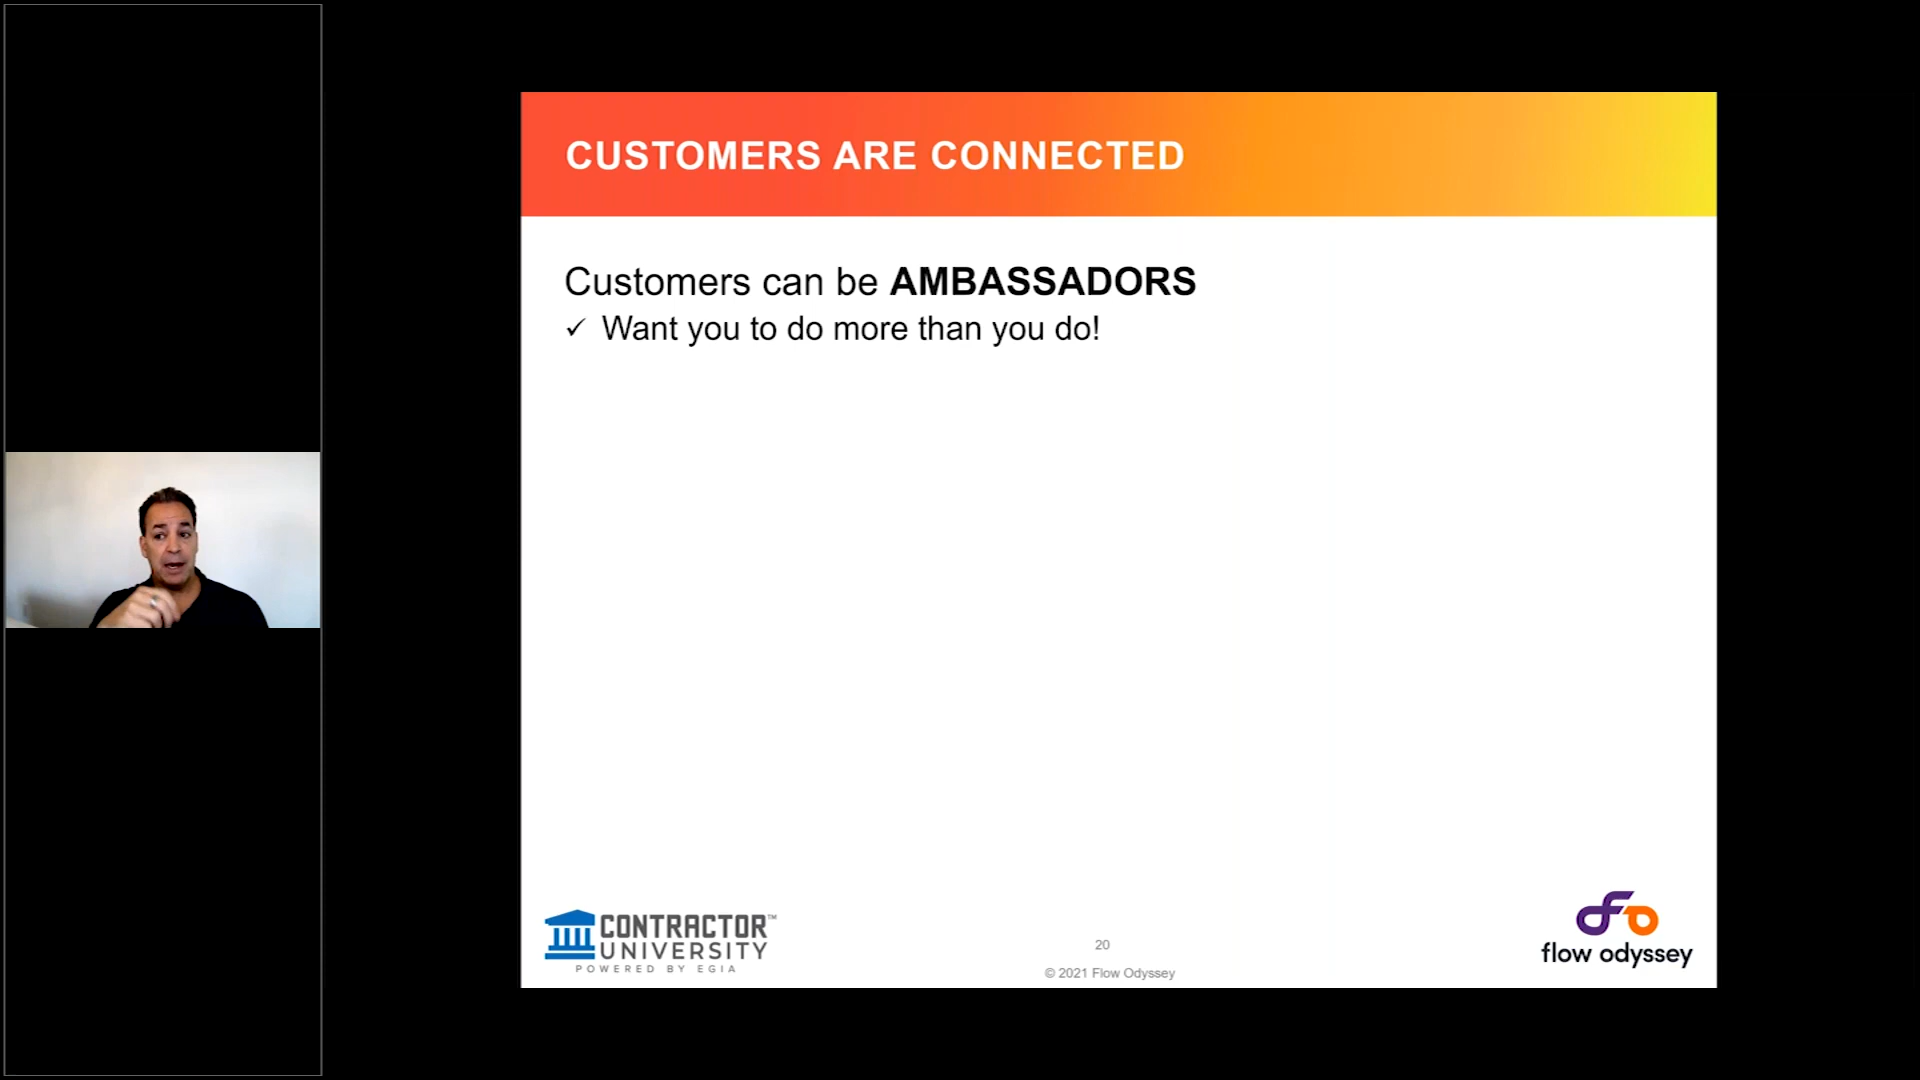 CUSTOMERS ARE CONNECTED
Customers can be AMBASSADORS
✓ Want you to do more than you do!
CONTRACTOR™
UNIVERSITY
POWERED BY EGIA
20
© 2021 Flow Odyssey
flow odyssey